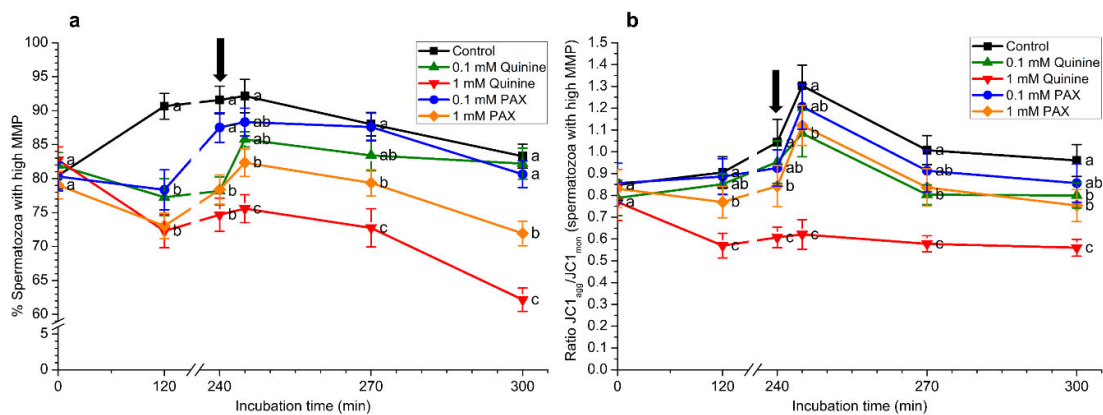 a
% Spermatozoa with high MMP
100
95
90
85
80
75
70
65
60
5
0
0 120 240 270 300
Incubation time (min)
Control
0.1 mM Quinine
1 mM Quinine
0.1 mM PAX
1 mM PAX
a
a
a
a
a
a
b
b
a
ab
ab
b
c
b
b
a
ab
b
c
a
a
b
c
b
Ratio JC1agg/JC1mon (spermatozoa with high MMP)
1.5
1.4
1.3
1.2
1.1
1.0
0.9
0.8
0.7
0.6
0.5
0.4
0.3
0.2
0.1
0.0
0 120 240 270 300
Incubation time (min)
Control
0.1 mM Quinine
1 mM Quinine
0.1 mM PAX
1 mM PAX
a
a
a
ab
ab
b
c
a
ab
ab
b
c
a
ab
b
ab
c
a
ab
b
b
c
a
ab
b
b
c